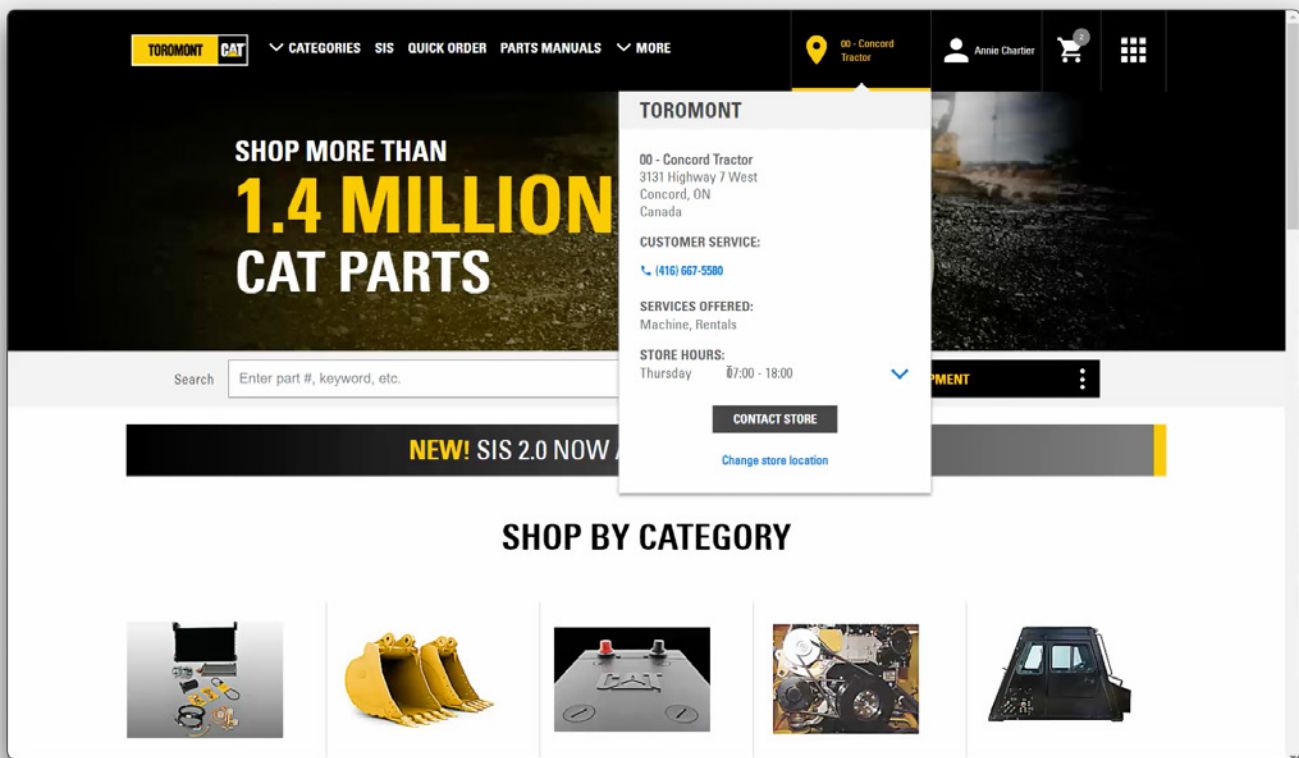 TOROMONT CAT
CATEGORIES SIS QUICK ORDER PARTS MANUALS MORE
00 - Concord
Tractor
Annie Chartier
2
SHOP MORE THAN
1.4 MILLION
CAT PARTS
TOROMONT
00 - Concord Tractor
3131 Highway 7 West
Concord, ON
Canada
CUSTOMER SERVICE:
(416) 667-5580
SERVICES OFFERED:
Machine, Rentals
STORE HOURS:
Thursday 07:00 - 18:00
CONTACT STORE
Change store location
Search Enter part #, keyword, etc.
NEW! SIS 2.0 NOW
SHOP BY CATEGORY
CAT